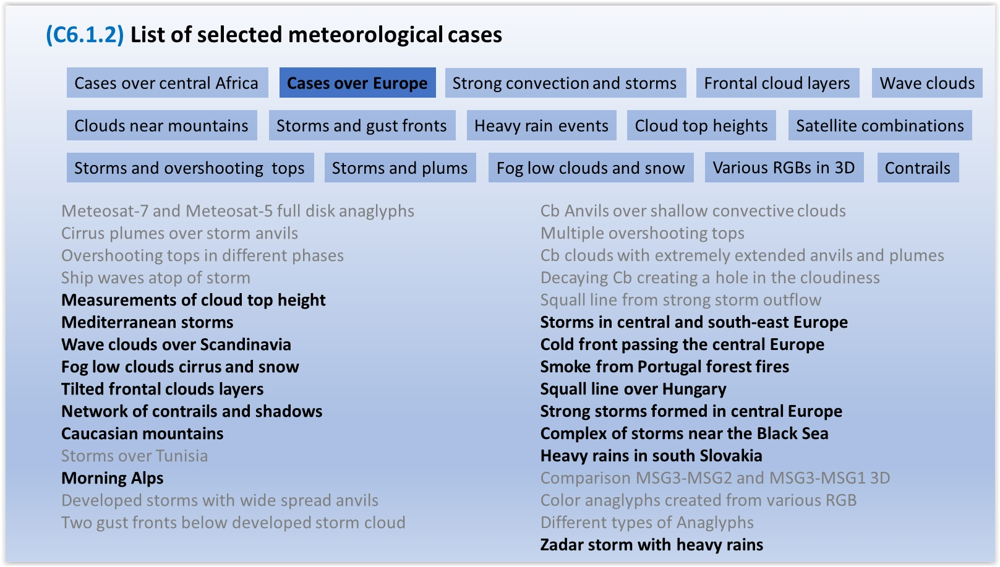 (C6.1.2) List of selected meteorological cases
Cases over central Africa
Cases over Europe
Strong convection and storms
Frontal cloud layers
Wave clouds
Clouds near mountains
Storms and gust fronts
Heavy rain events
Cloud top heights
Satellite combinations
Storms and overshooting tops
Storms and plums
Fog low clouds and snow
Various RGBs in 3D
Contrails
Meteosat-7 and Meteosat-5 full disk anaglyphs
Cirrus plumes over storm anvils
Overshooting tops in different phases
Ship waves atop of storm
Measurements of cloud top height
Mediterranean storms
Wave clouds over Scandinavia
Fog low clouds cirrus and snow
Tilted frontal clouds layers
Network of contrails and shadows
Caucasian mountains
Storms over Tunisia
Morning Alps
Developed storms with wide spread anvils
Two gust fronts below developed storm cloud
Cb Anvils over shallow convective clouds
Multiple overshooting tops
Cb clouds with extremely extended anvils and plumes
Decaying Cb creating a hole in the cloudiness
Squall line from strong storm outflow
Storms in central and south-east Europe
Cold front passing the central Europe
Smoke from Portugal forest fires
Squall line over Hungary
Strong storms formed in central Europe
Complex of storms near the Black Sea
Heavy rains in south Slovakia
Comparison MSG3-MSG2 and MSG3-MSG1 3D
Color anaglyphs created from various RGB
Different types of Anaglyphs
Zadar storm with heavy rains